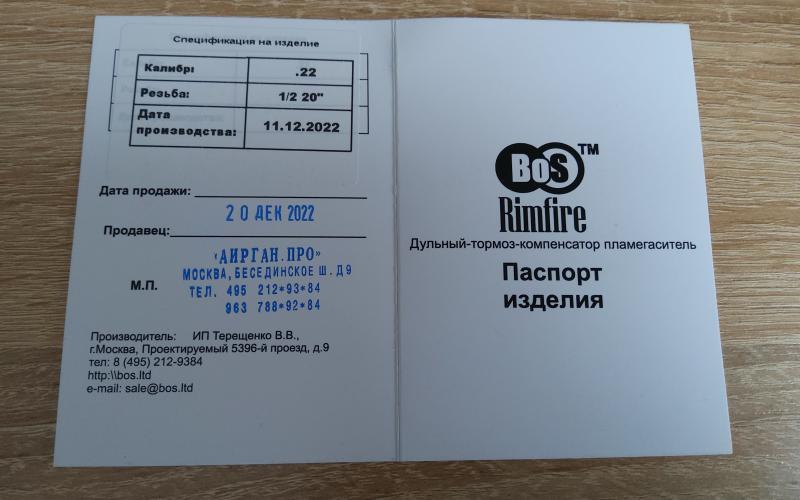 Спецификация на изделие
Калибр: .22
Резьба: 1/2 20"
Дата
производства: 11.12.2022
Дата продажи:
20 ДЕК 2022
Продавец:
«АИРГАН.ПРО»
МОСКВА, БЕСЕДИНСКОЕ Ш. Д9
М.П.
ТЕЛ. 495 212*93*84
963 788*92*84
Производитель: ИП Терещенко В.В.,
г.Москва, Проектируемый 5396-й проезд, д.9
тел: 8 (495) 212-9384
http:\\bos.ltd
e-mail: sale@bos.ltd
BoS TM
Rimfire
Дульный-тормоз-компенсатор пламегаситель
Паспорт
изделия